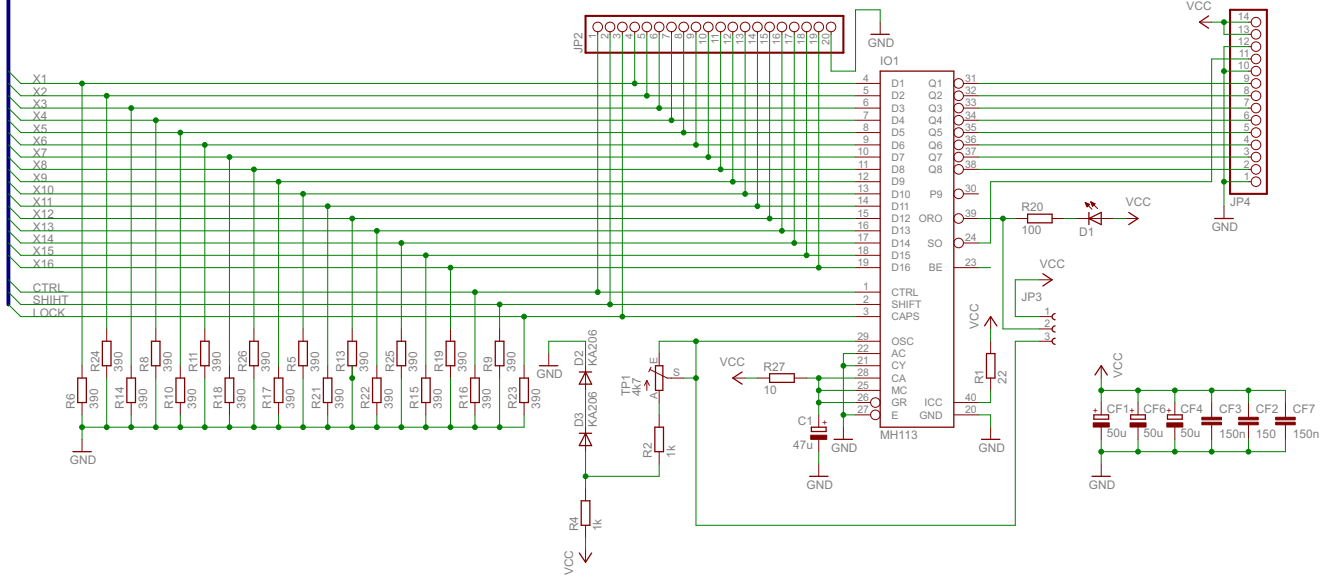 VCC
JP2
1 2 3 4 5 6 7 8 9 10 11 12 13 14 15 16 17 18 19 20
GND
14
13
12
11
10
9
8
7
6
5
4
3
2
1
JP4
GND
IO1
X1
X2
X3
X4
X5
X6
X7
X8
X9
X10
X11
X12
X13
X14
X15
X16
CTRL
SHIHT
LOCK
4 D1 Q1 31
5 D2 Q2 32
6 D3 Q3 33
7 D4 Q4 34
8 D5 Q5 35
9 D6 Q6 36
10 D7 Q7 37
11 D8 Q8 38
12 D9
13 D10 P9 30
14 D11
15 D12 ORO 39
16 D13
17 D14 SO 24
18 D15
19 D16 BE 23
1 CTRL
2 SHIFT
3 CAPS
29 OSC
22 AC
21 CY
28 CA
25 MC
26 GR ICC 40
27 E GND 20
MH113
R20
100
D1
VCC
VCC
JP3
1
2
3
VCC
R1
22
GND
R24 390
R8 390
R11 390
R26 390
R5 390
R13 390
R25 390
R19 390
R9 390
R6 390
R14 390
R10 390
R18 390
R17 390
R21 390
R22 390
R15 390
R16 390
R23 390
GND
GND
D2
KA206
D3
KA206
R4
1k
VCC
TP1
4k7
E
S
A
R2
1k
VCC
R27
10
C1
+
47u
GND
GND
VCC
+ CF1
50u
+ CF6
50u
+ CF4
50u
CF3
150n
CF2
150
CF7
150n
GND